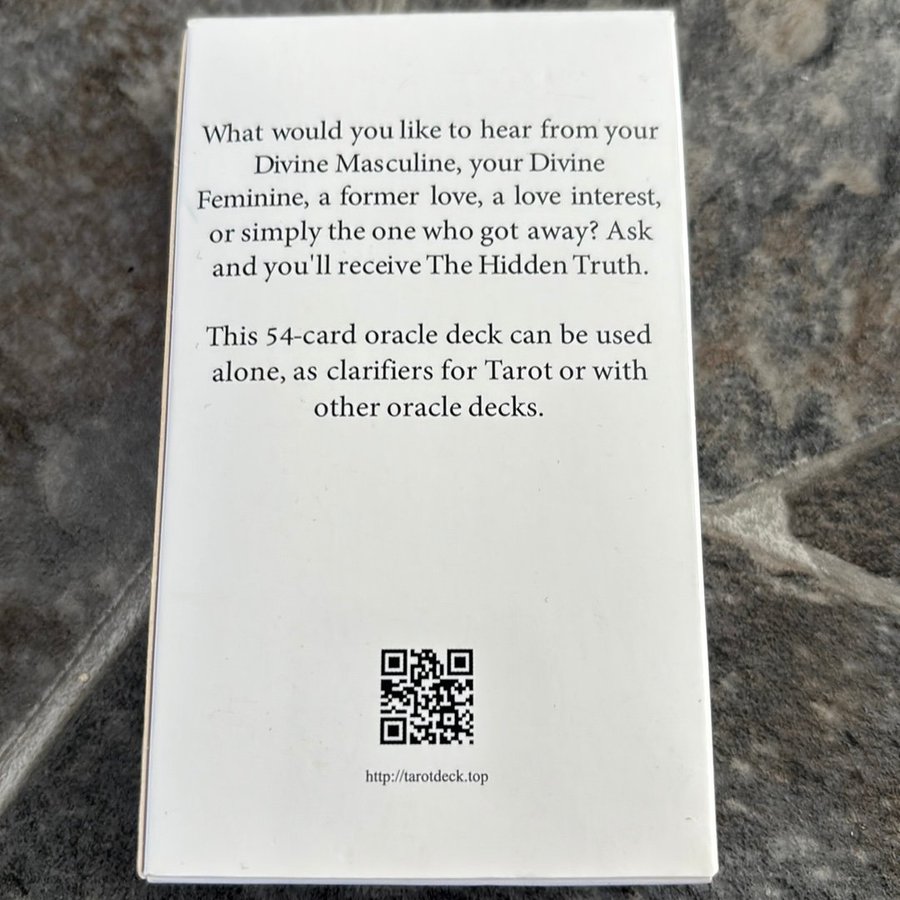 What would you like to hear from your
Divine Masculine, your Divine
Feminine, a former love, a love interest,
or simply the one who got away? Ask
and you'll receive The Hidden Truth.
This 54-card oracle deck can be used
alone, as clarifiers for Tarot or with
other oracle decks.
http://tarotdeck.top